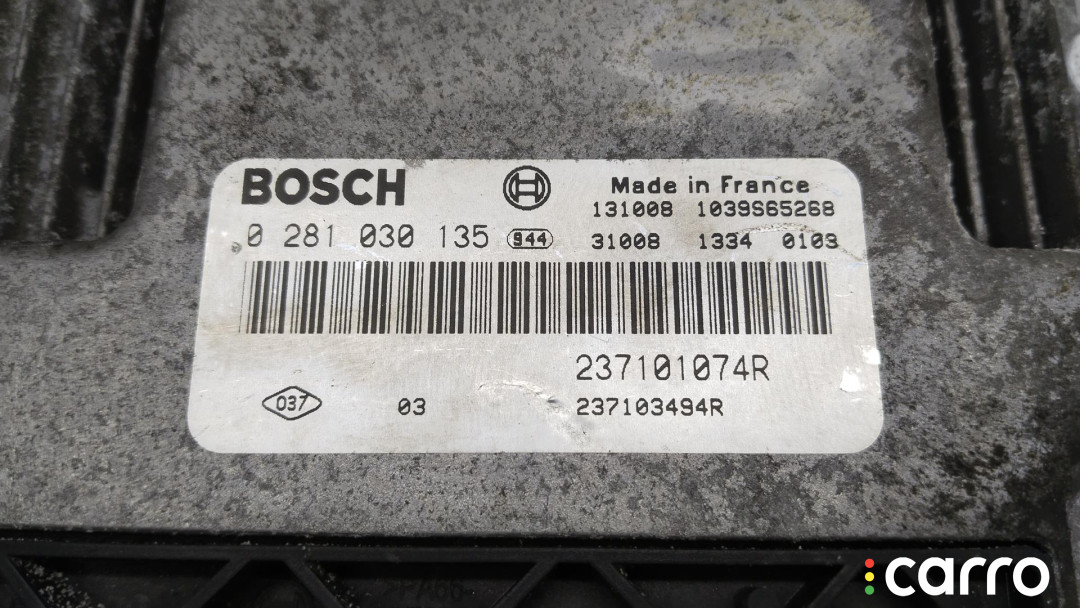 BOSCH
Made in France
131008 1039S65268
0 281 030 135 944 31008 1334 0103
237101074R
037 03 237103494R
carro